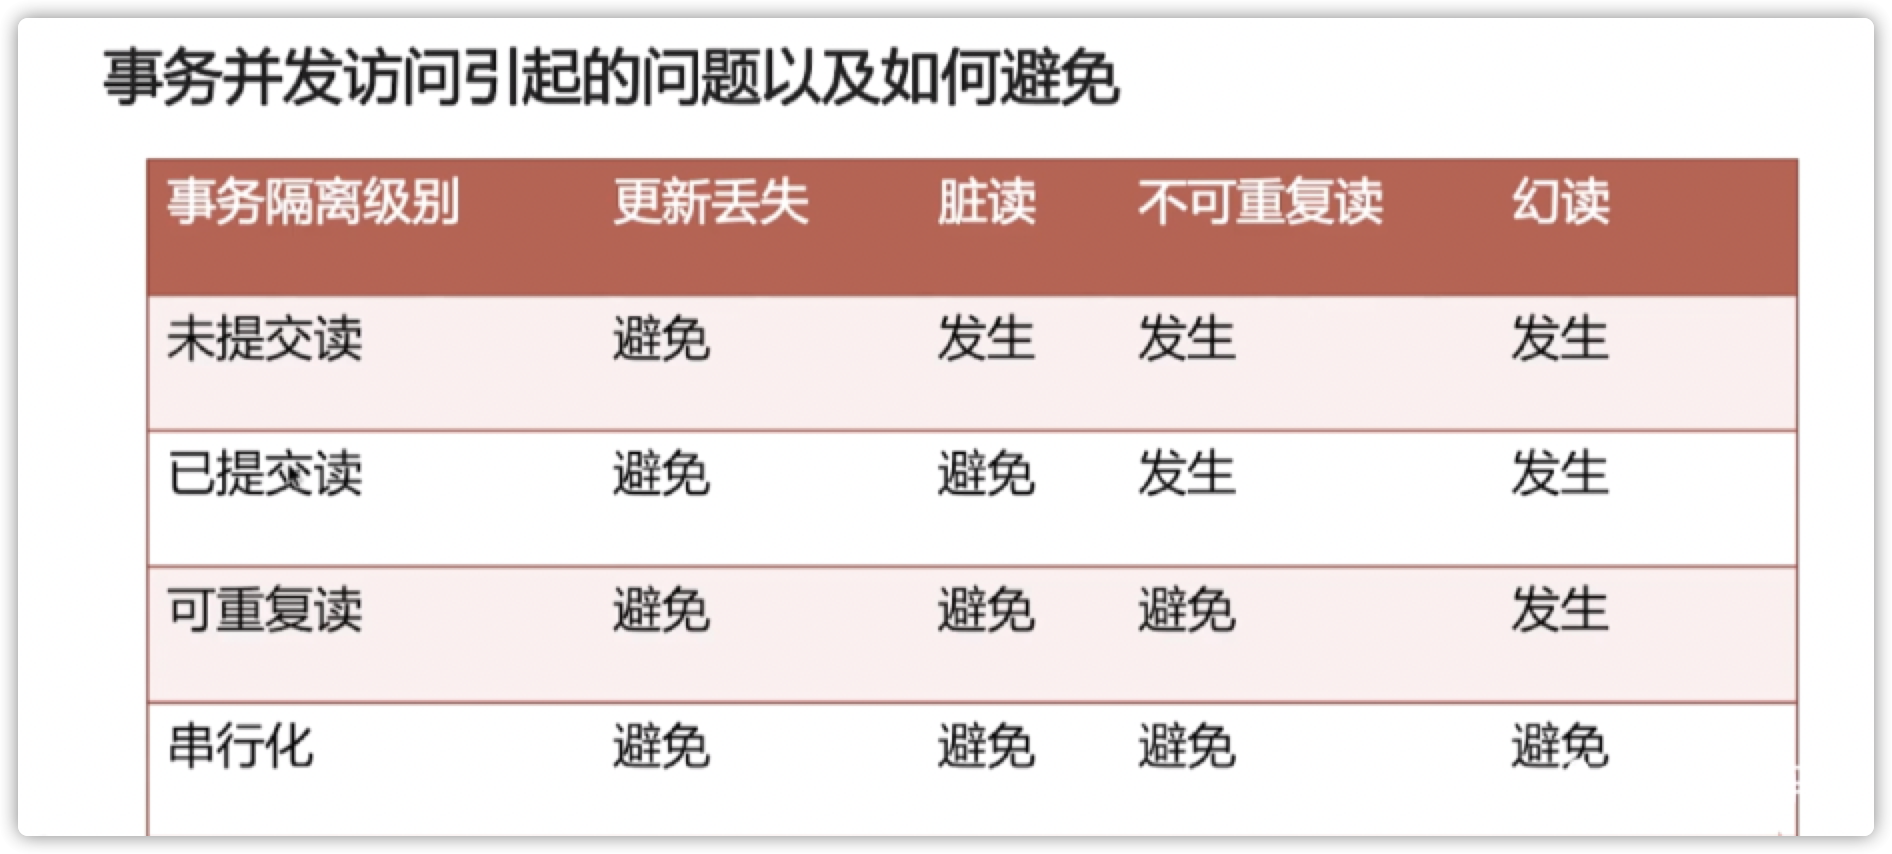 事务并发访问引起的问题以及如何避免
事务隔离级别 更新丢失 脏读 不可重复读 幻读
未提交读 避免 发生 发生 发生
已提交读 避免 避免 发生 发生
可重复读 避免 避免 避免 发生
串行化 避免 避免 避免 避免